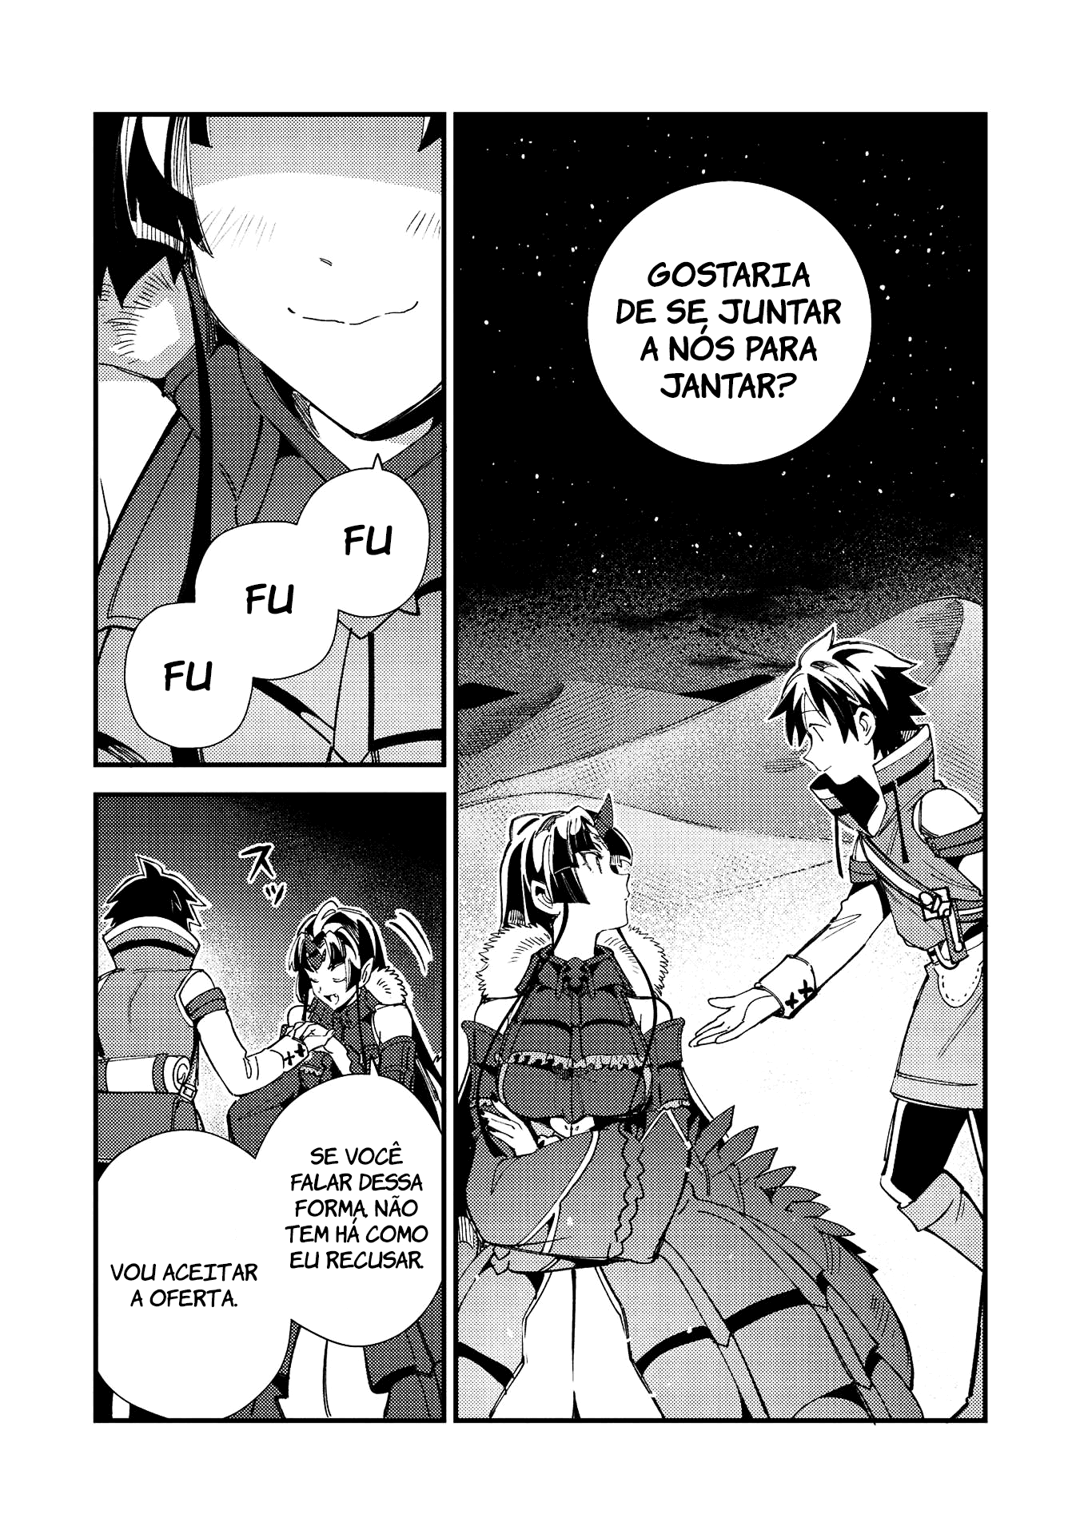 GOSTARIA
DE SE JUNTAR
A NÓS PARA
JANTAR?
FU
FU
FU
スッ
SE VOCÊ
FALAR DESSA
FORMA NÃO
TEM HÁ COMO
EU RECUSAR.
VOU ACEITAR
A OFERTA.